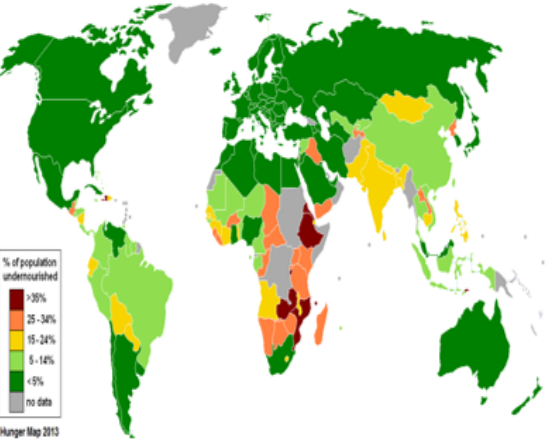 % of population
undernourished
>35%
25 - 34%
15-24%
5 - 14%
<5%
no data
Hunger Map 2013